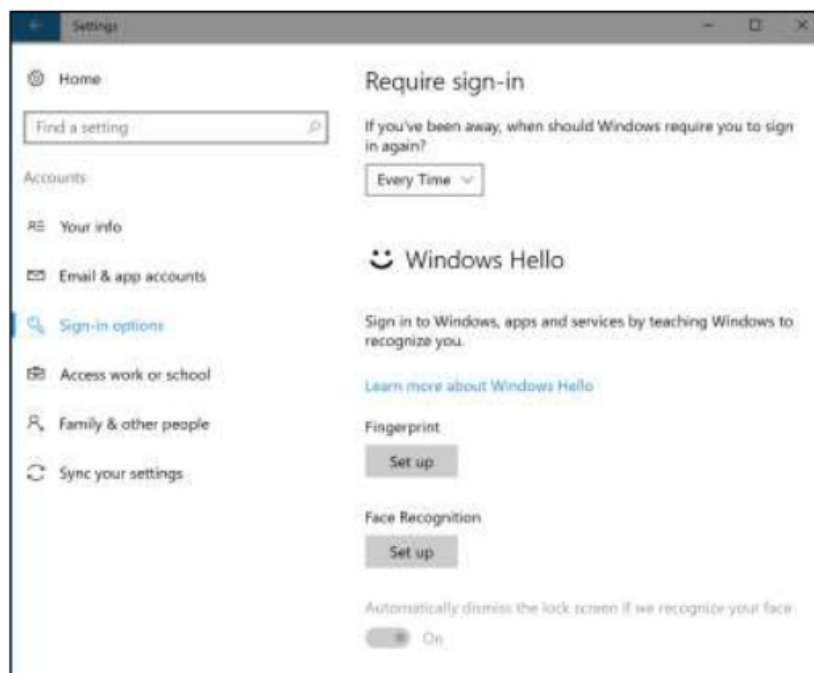 Settings
Home
Find a setting
Accounts
Your info
Email & app accounts
Sign-in options
Access work or school
Family & other people
Sync your settings
Require sign-in
If you've been away, when should Windows require you to sign
in again?
Every Time
Windows Hello
Sign in to Windows, apps and services by teaching Windows to
recognize you.
Learn more about Windows Hello
Fingerprint
Set up
Face Recognition
Set up
Automatically dismiss the lock screen if we recognize your face
On